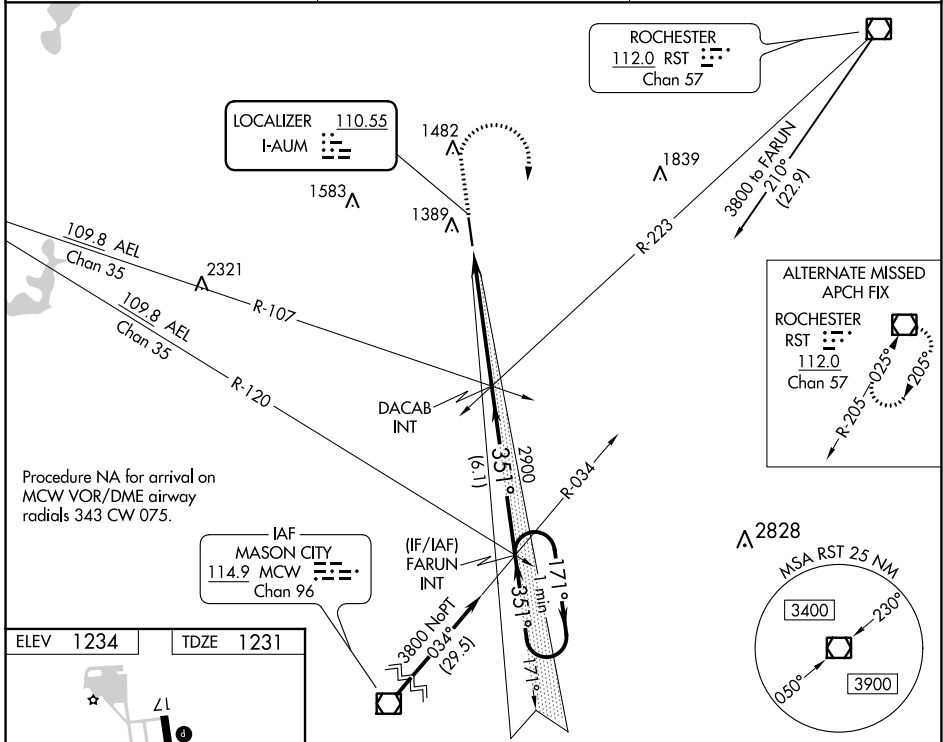 ROCHESTER
112.0 RST
Chan 57
LOCALIZER 110.55
I-AUM
1482
1839
1583
1389
3800 to FARUN
210°
(22.9)
R-223
109.8 AEL
Chan 35
2321
R-107
109.8 AEL
Chan 35
R-120
ALTERNATE MISSED
APCH FIX
ROCHESTER
RST
112.0
Chan 57
025°
205°
R-205
DACAB
INT
351°
2900
(6.1)
R-034
Procedure NA for arrival on
MCW VOR/DME airway
radials 343 CW 075.
IAF
MASON CITY
114.9 MCW
Chan 96
(IF/IAF)
FARUN
INT
171°
1 min
351°
171°
3800 NoPT
034°
(29.5)
2828
MSA RST 25 NM
3400
230°
050°
3900
ELEV 1234
TDZE 1231
17
P